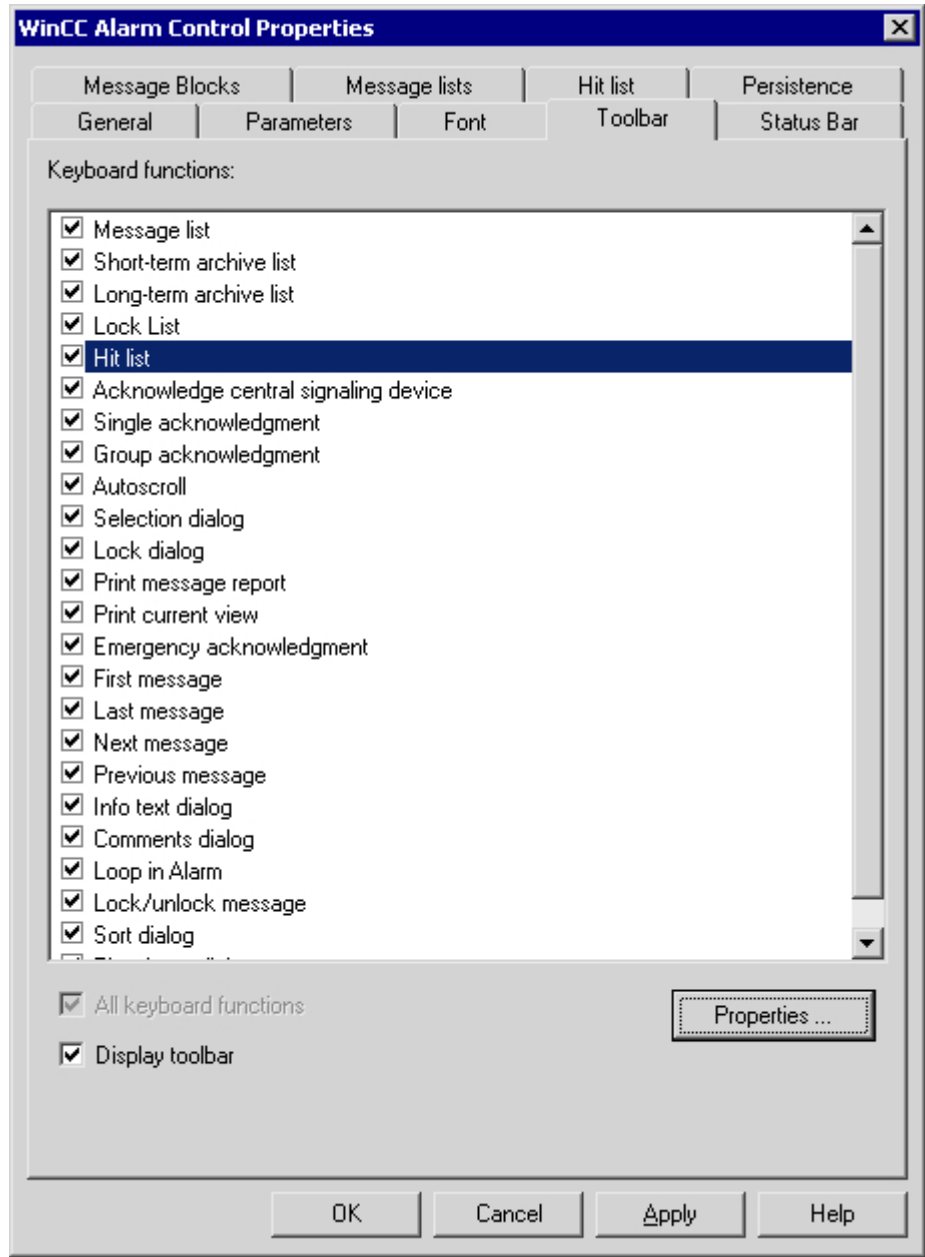 WinCC Alarm Control Properties
Message Blocks Message lists Hit list Persistence
General Parameters Font Toolbar Status Bar
Keyboard functions:
Message list
Short-term archive list
Long-term archive list
Lock List
Hit list
Acknowledge central signaling device
Single acknowledgment
Group acknowledgment
Autoscroll
Selection dialog
Lock dialog
Print message report
Print current view
Emergency acknowledgment
First message
Last message
Next message
Previous message
Info text dialog
Comments dialog
Loop in Alarm
Lock/unlock message
Sort dialog
All keyboard functions
Properties ...
Display toolbar
OK Cancel Apply Help